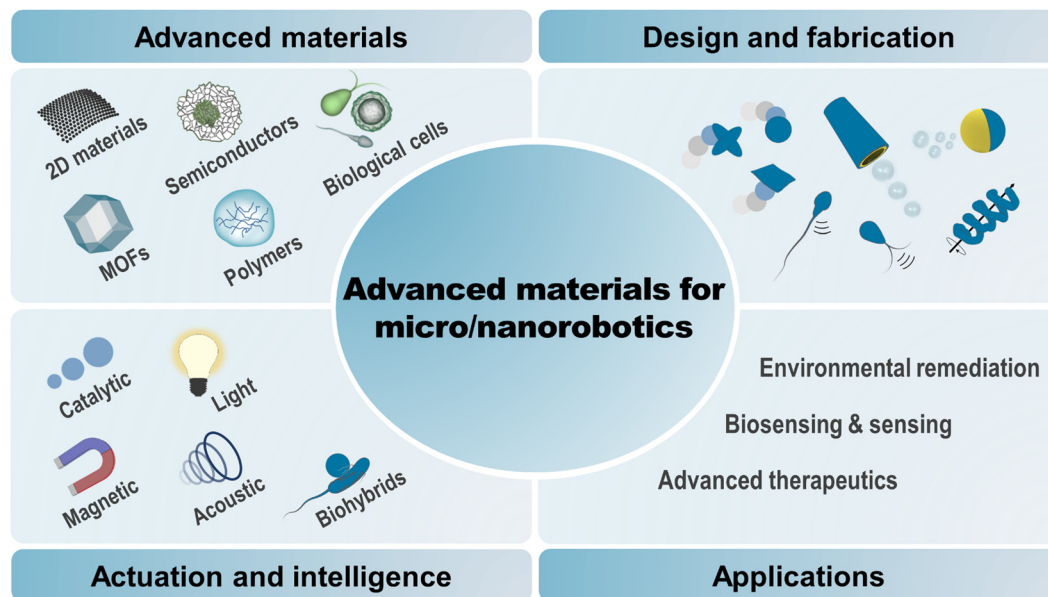 Advanced materials
Design and fabrication
2D materials
Semiconductors
Biological cells
MOFs
Polymers
Advanced materials for
micro/nanorobotics
Catalytic
Light
Magnetic
Acoustic
Biohybrids
Environmental remediation
Biosensing & sensing
Advanced therapeutics
Actuation and intelligence
Applications